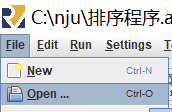 C:\nju\排序程序.a
File Edit Run Settings T
New Ctrl-N
Open ... Ctrl-O